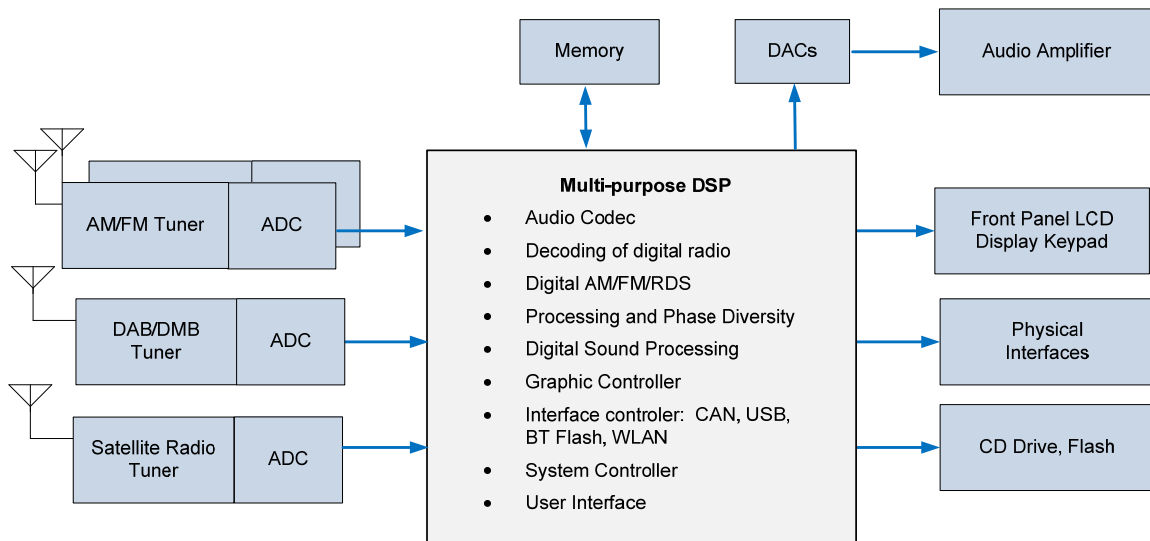 Memory
DACs
Audio Amplifier
AM/FM Tuner
ADC
DAB/DMB
Tuner
ADC
Satellite Radio
Tuner
ADC
Multi-purpose DSP
• Audio Codec
• Decoding of digital radio
• Digital AM/FM/RDS
• Processing and Phase Diversity
• Digital Sound Processing
• Graphic Controller
• Interface controler: CAN, USB,
BT Flash, WLAN
• System Controller
• User Interface
Front Panel LCD
Display Keypad
Physical
Interfaces
CD Drive, Flash